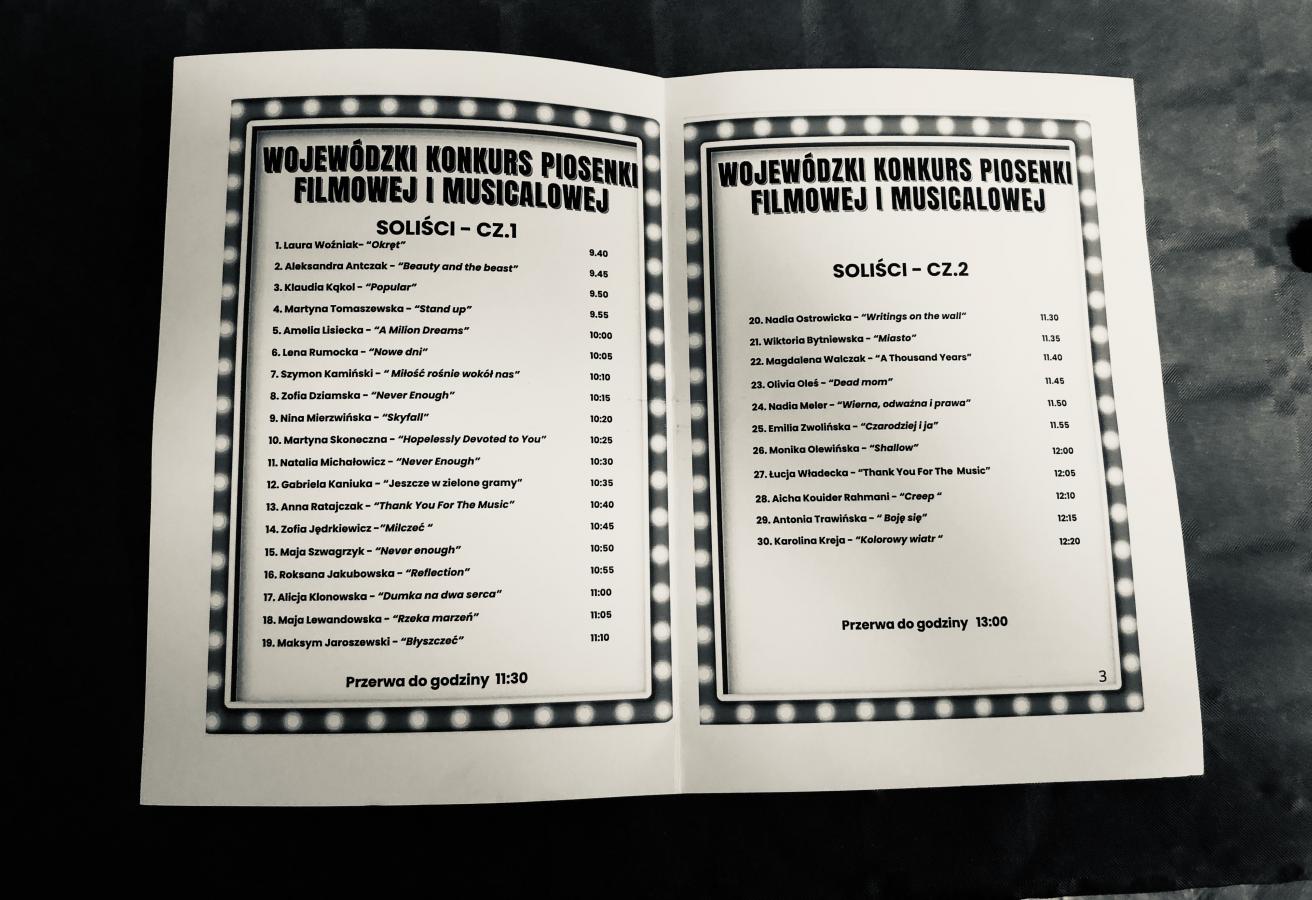 WOJEWÓDZKI KONKURS PIOSENKI
FILMOWEJ I MUSICALOWEJ
SOLIŚCI - CZ.1
1. Laura Woźniak- "Okręt" 9.40
2. Aleksandra Antczak - "Beauty and the beast" 9.45
3. Klaudia Kąkol - "Popular" 9.50
4. Martyna Tomaszewska - "Stand up" 9.55
5. Amelia Lisiecka - "A Milion Dreams" 10:00
6. Lena Rumocka - "Nowe dni" 10:05
7. Szymon Kamiński - " Miłość rośnie wokół nas" 10:10
8. Zofia Dziamska - "Never Enough" 10:15
9. Nina Mierzwińska - "Skyfall" 10:20
10. Martyna Skoneczna - "Hopelessly Devoted to You" 10:25
11. Natalia Michałowicz - "Never Enough" 10:30
12. Gabriela Kaniuka - "Jeszcze w zielone gramy" 10:35
13. Anna Ratajczak - "Thank You For The Music" 10:40
14. Zofia Jędrkiewicz -"Milczeć " 10:45
15. Maja Szwagrzyk - "Never enough" 10:50
16. Roksana Jakubowska - "Reflection" 10:55
17. Alicja Klonowska - "Dumka na dwa serca" 11:00
18. Maja Lewandowska - "Rzeka marzeń" 11:05
19. Maksym Jaroszewski - "Błyszczeć" 11:10
Przerwa do godziny 11:30
WOJEWÓDZKI KONKURS PIOSENKI
FILMOWEJ I MUSICALOWEJ
SOLIŚCI - CZ.2
20. Nadia Ostrowicka - "Writings on the wall" 11.30
21. Wiktoria Bytniewska - "Miasto" 11.35
22. Magdalena Walczak - "A Thousand Years" 11.40
23. Olivia Oleś - "Dead mom" 11.45
24. Nadia Meler - "Wierna, odważna i prawa" 11.50
25. Emilia Zwolińska - "Czarodziej i ja" 11.55
26. Monika Olewińska - "Shallow" 12:00
27. Łucja Władecka - "Thank You For The Music" 12:05
28. Aicha Kouider Rahmani - "Creep " 12:10
29. Antonia Trawińska - " Boję się" 12:15
30. Karolina Kreja - "Kolorowy wiatr " 12:20
Przerwa do godziny 13:00
3